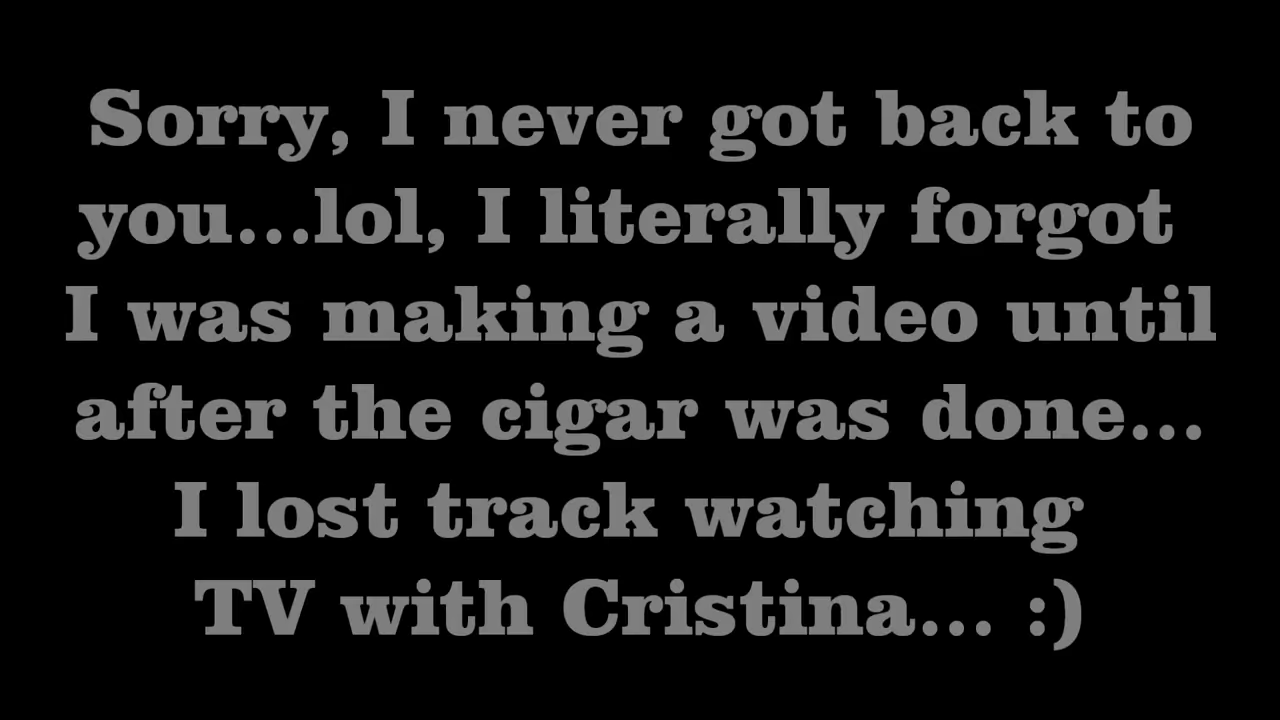 Sorry, I never got back to
you...lol, I literally forgot
I was making a video until
after the cigar was done...
I lost track watching
TV with Cristina... :)